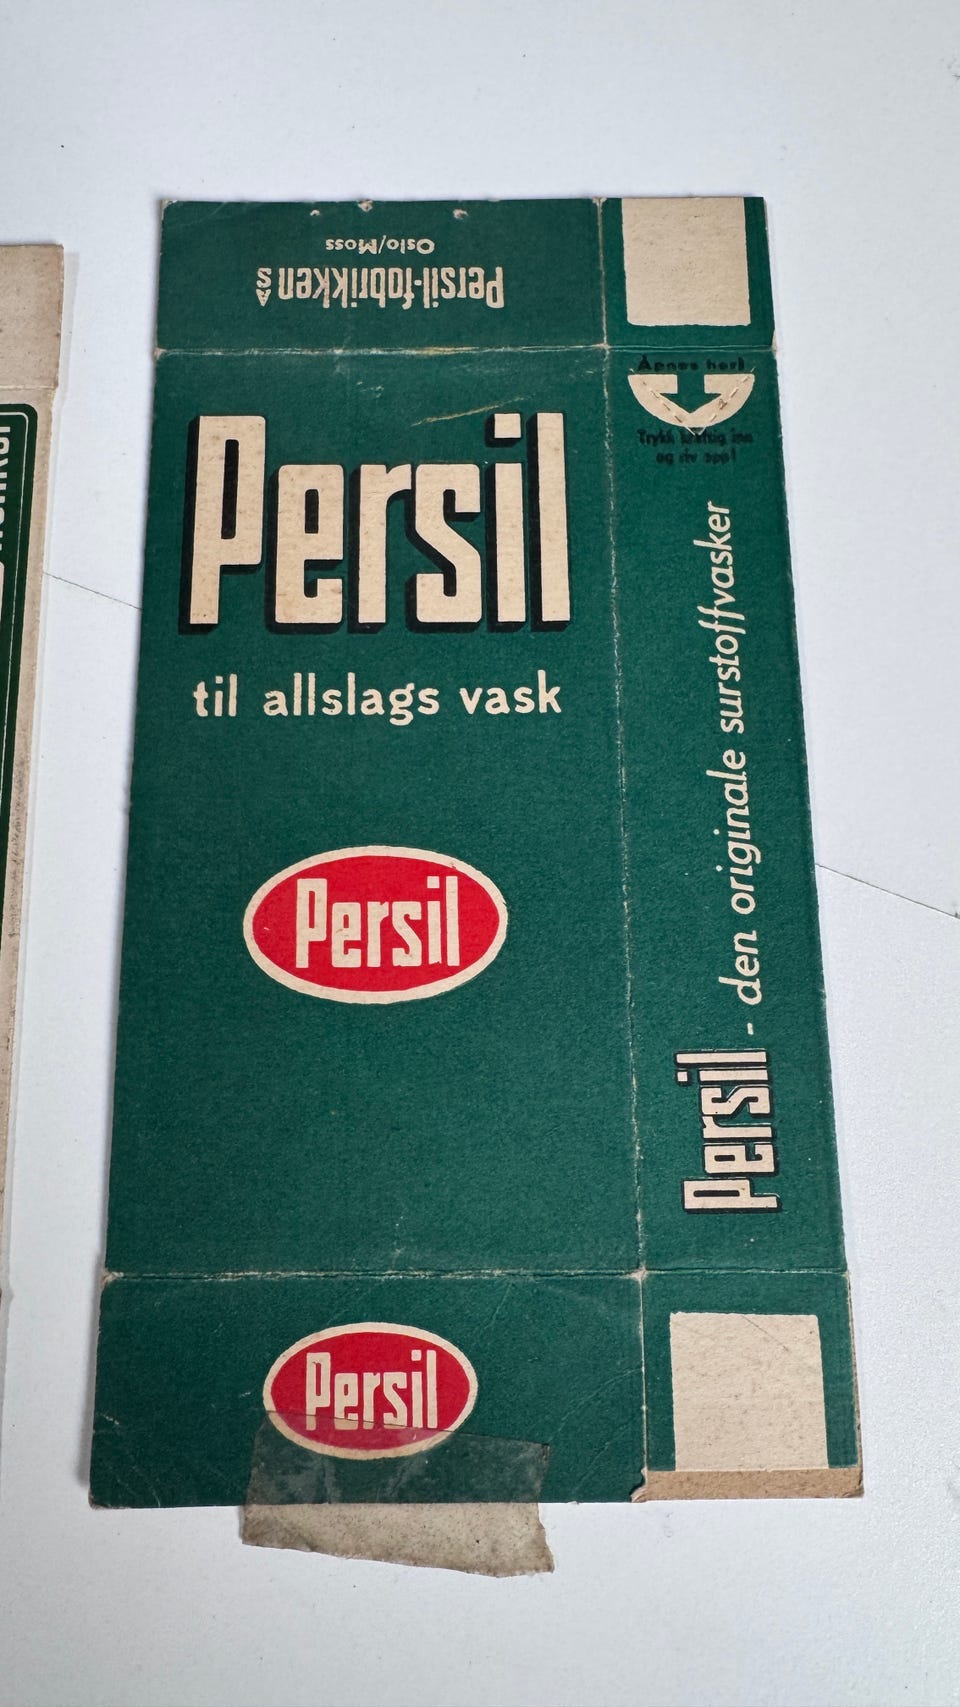 Oslo/Moss
Persil-fabrikken A/S
Persil
til allslags vask
Persil
Persil
Åpnes her!
Trykk kraftig inn
og riv opp!
Persil - den originale surstoffvasker